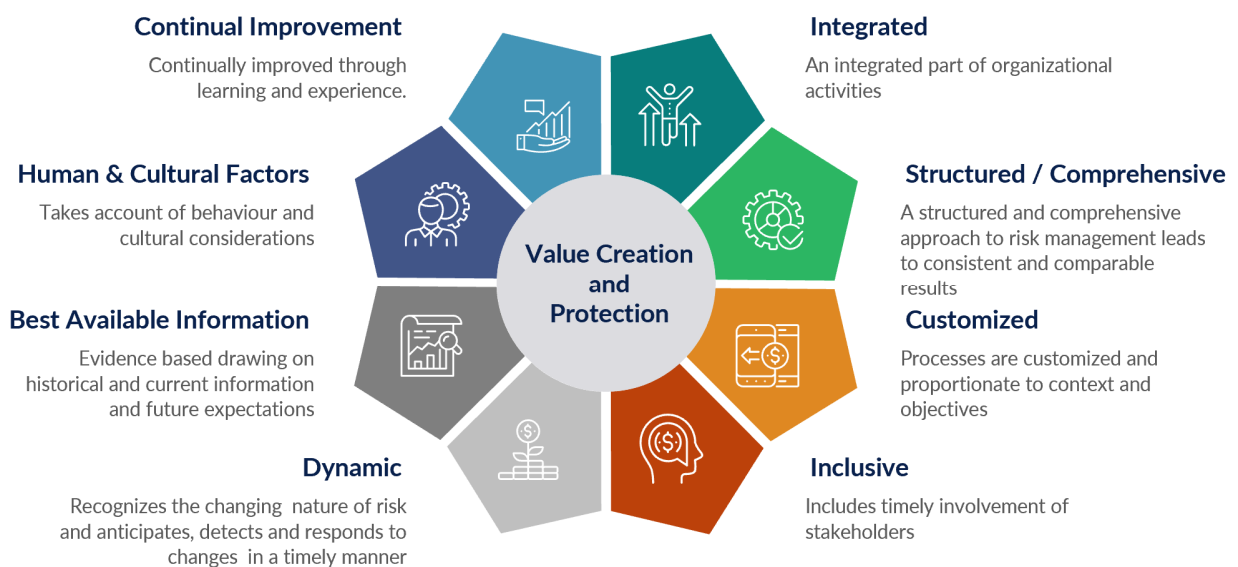 Continual Improvement
Continually improved through
learning and experience.
Integrated
An integrated part of organizational
activities
Human & Cultural Factors
Takes account of behaviour and
cultural considerations
Structured / Comprehensive
A structured and comprehensive
approach to risk management leads
to consistent and comparable
results
Value Creation
and
Protection
Best Available Information
Evidence based drawing on
historical and current information
and future expectations
Customized
Processes are customized and
proportionate to context and
objectives
Dynamic
Recognizes the changing nature of risk
and anticipates, detects and responds to
changes in a timely manner
Inclusive
Includes timely involvement of
stakeholders
$
$
$